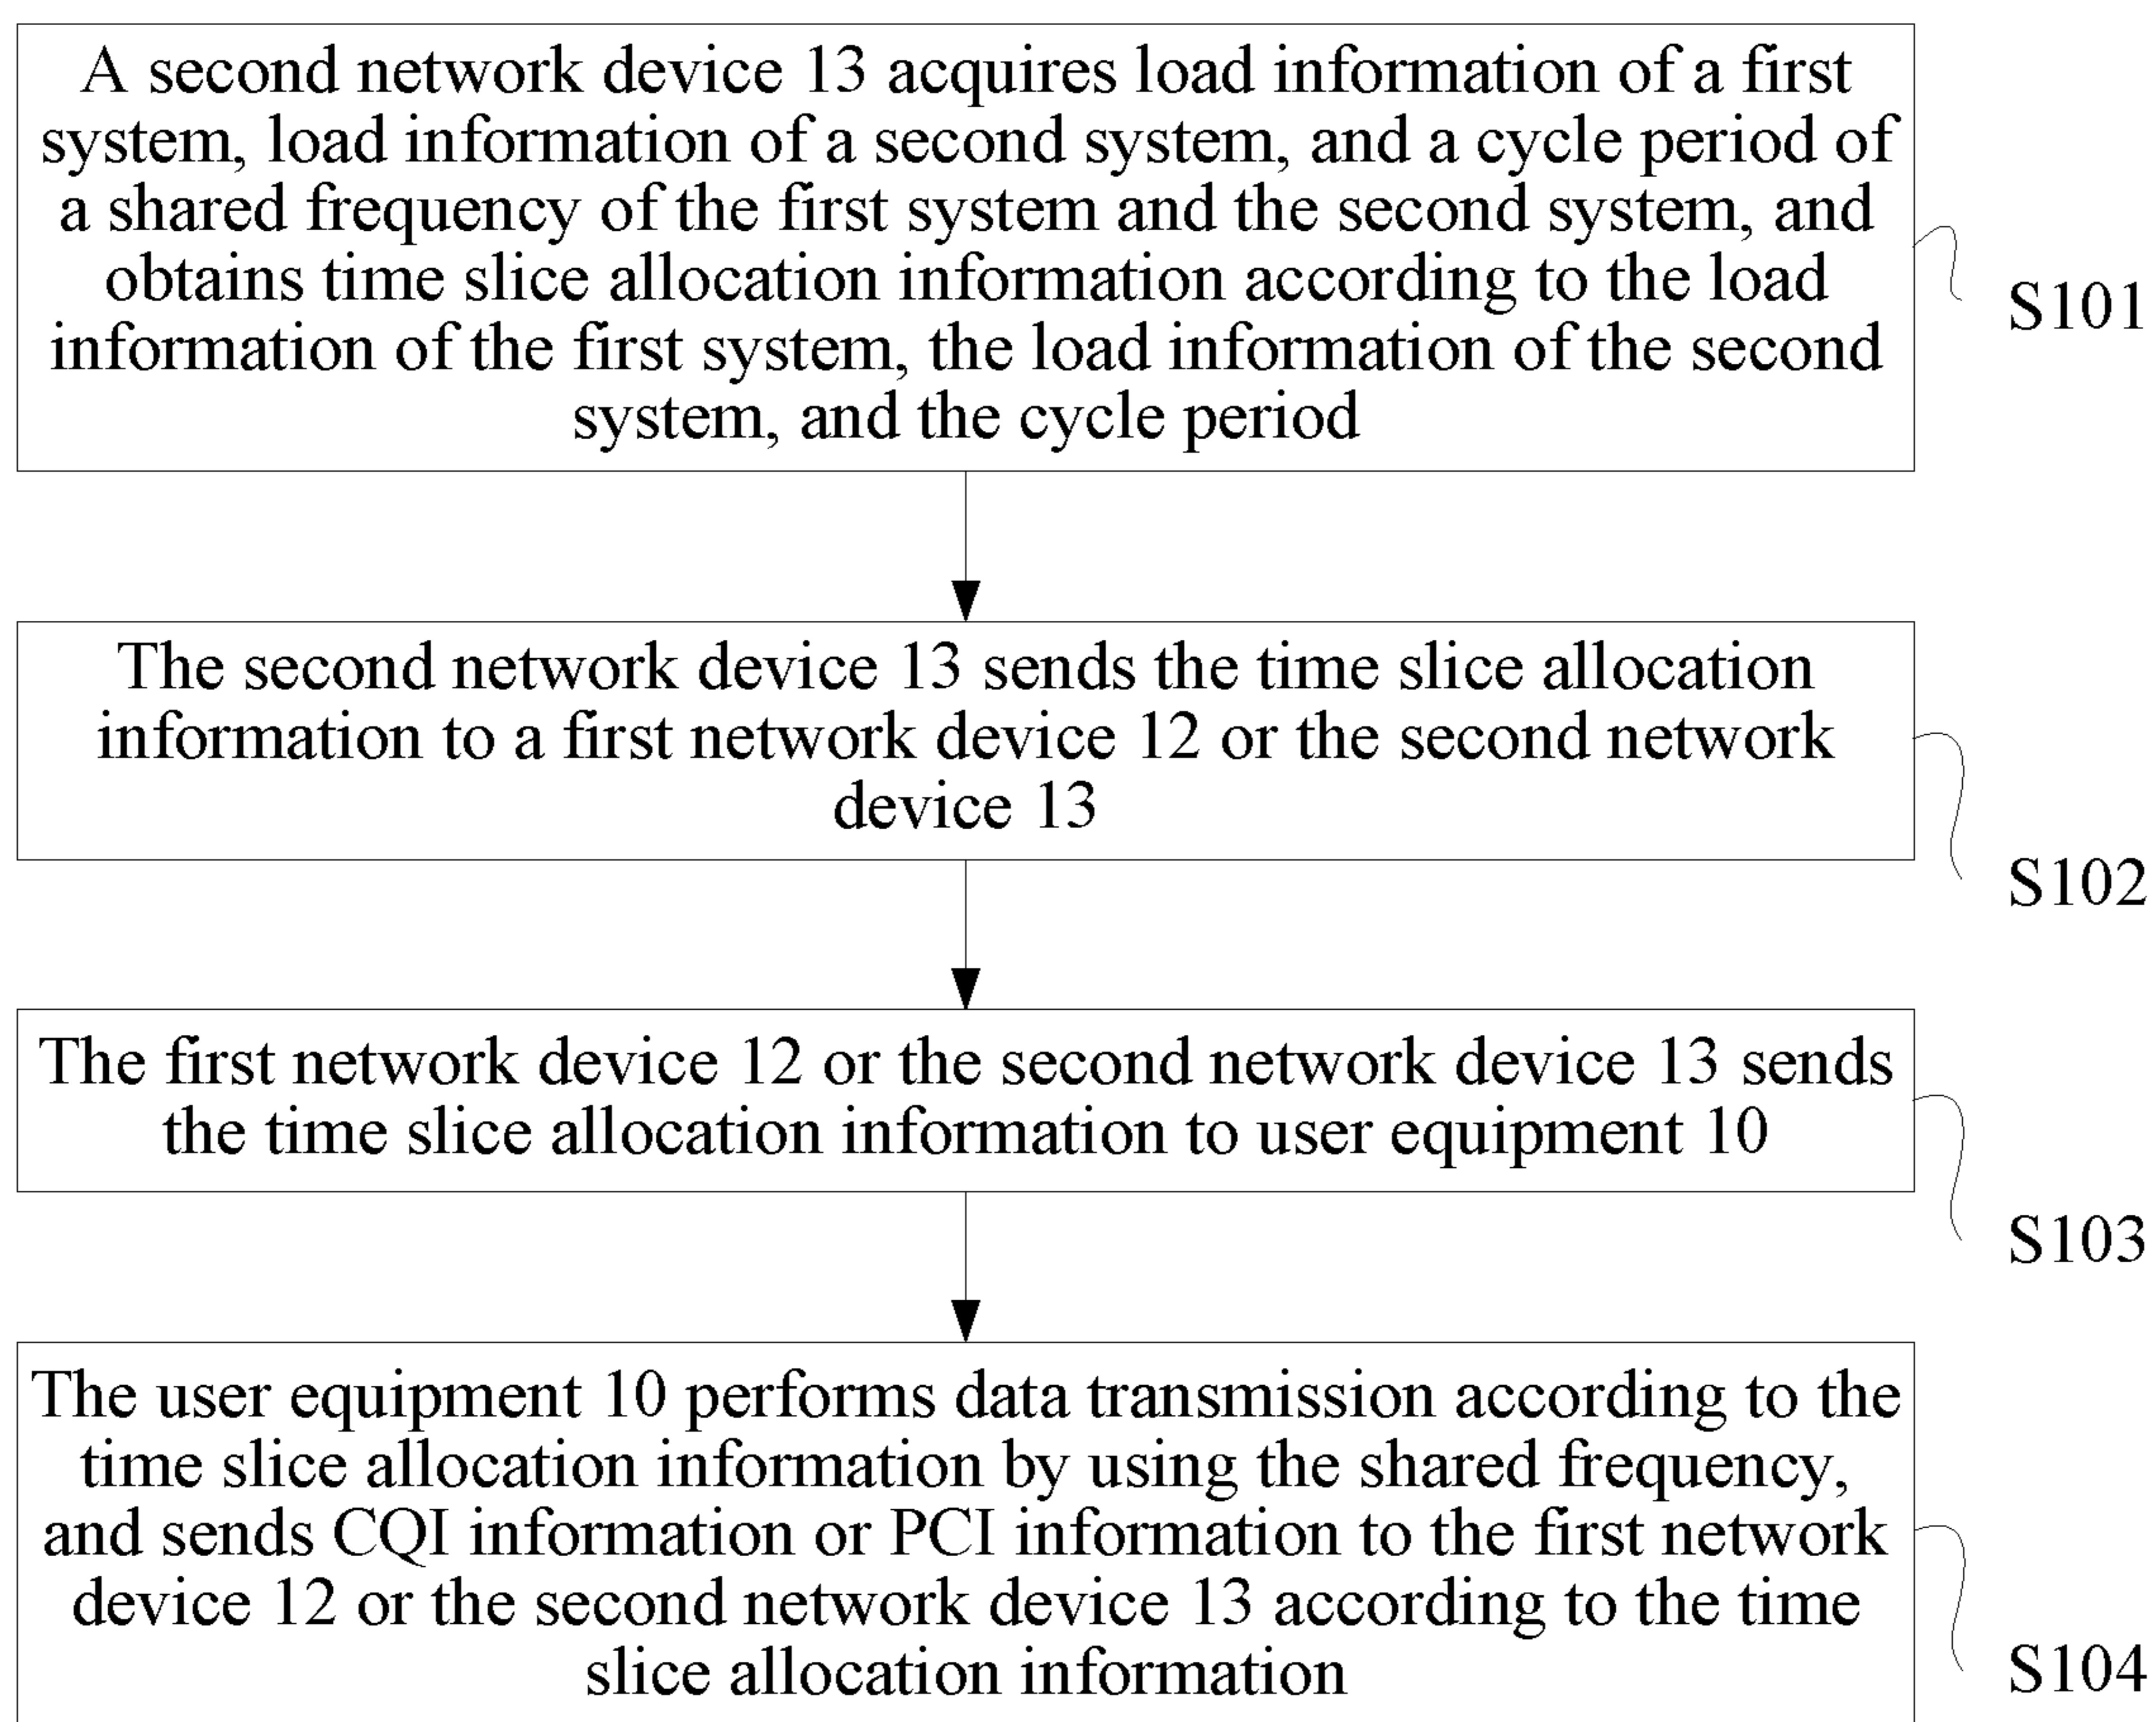 A second network device 13 acquires load information of a first
system, load information of a second system, and a cycle period of
a shared frequency of the first system and the second system, and
obtains time slice allocation information according to the load
information of the first system, the load information of the second
system, and the cycle period
S101
The second network device 13 sends the time slice allocation
information to a first network device 12 or the second network
device 13
S102
The first network device 12 or the second network device 13 sends
the time slice allocation information to user equipment 10
S103
The user equipment 10 performs data transmission according to the
time slice allocation information by using the shared frequency,
and sends CQI information or PCI information to the first network
device 12 or the second network device 13 according to the time
slice allocation information
S104